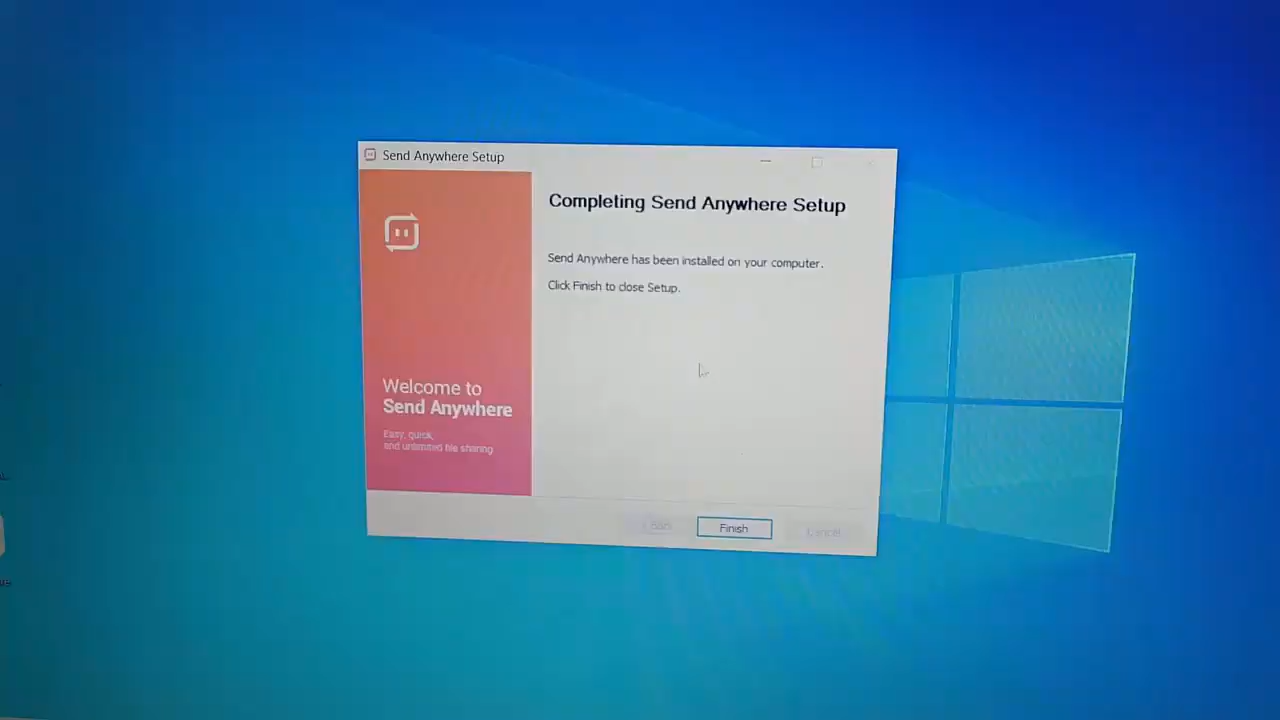 Send Anywhere Setup
Completing Send Anywhere Setup
Send Anywhere has been installed on your computer.
Click Finish to close Setup.
Welcome to
Send Anywhere
Easy, quick,
and unlimited file sharing
< Back
Finish
Cancel